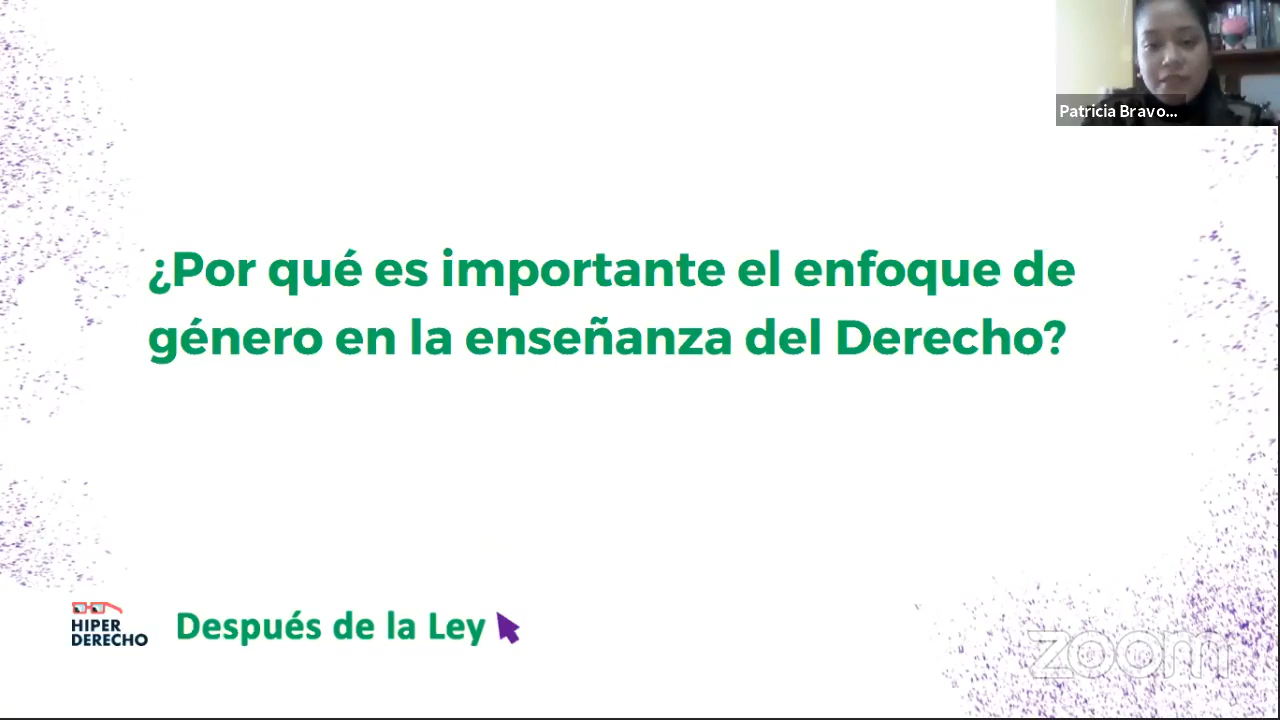 Patricia Bravo...
¿Por qué es importante el enfoque de
género en la enseñanza del Derecho?
HIPER
DERECHO
Después de la Ley
zoom